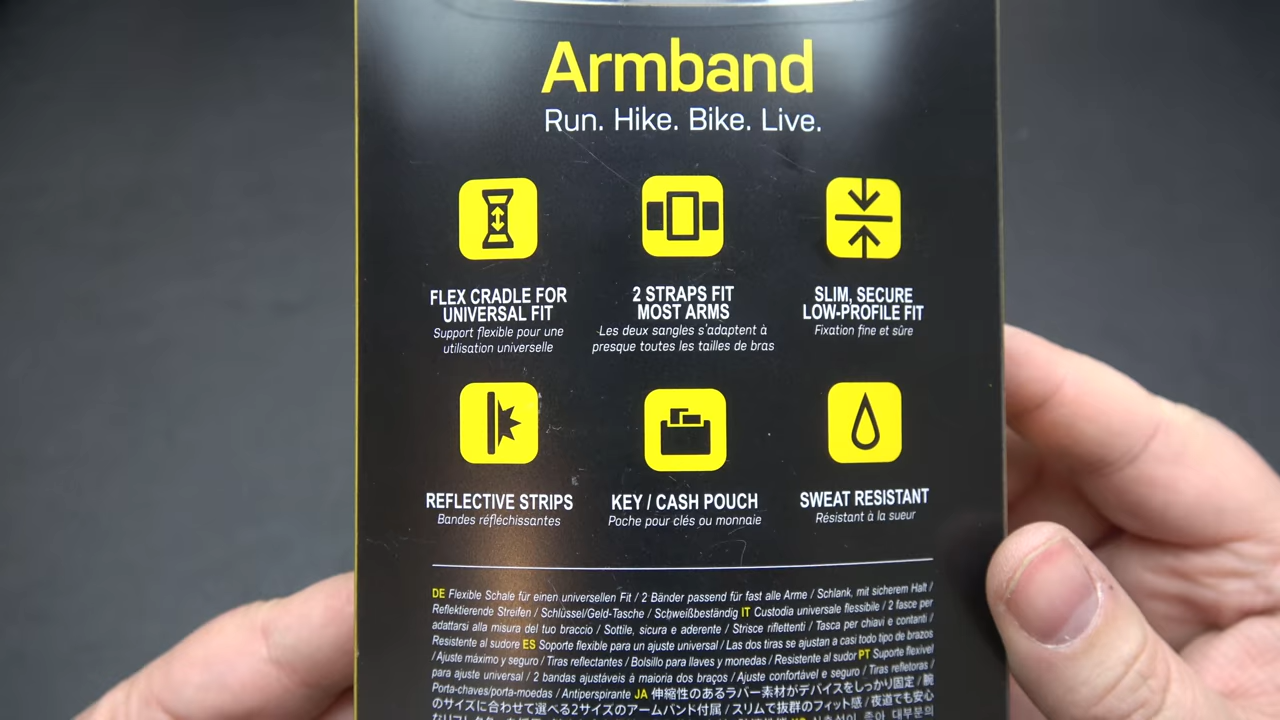 Armband
Run. Hike. Bike. Live.
FLEX CRADLE FOR
UNIVERSAL FIT
Support flexible pour une
utilisation universelle
2 STRAPS FIT
MOST ARMS
Les deux sangles s'adaptent à
presque toutes les tailles de bras
SLIM, SECURE
LOW-PROFILE FIT
Fixation fine et sûre
REFLECTIVE STRIPS
Bandes réfléchissantes
KEY / CASH POUCH
Poche pour clés ou monnaie
SWEAT RESISTANT
Résistant à la sueur
DE Flexible Schale für einen universellen Fit / 2 Bänder passend für fast alle Arme / Schlank, mit sicherem Halt /
Reflektierende Streifen / Schlüssel/Geld-Tasche / Schweißbeständig IT Custodia universale flessibile / 2 fasce per
adattarsi alla misura del tuo braccio / Sottile, sicura e aderente / Strisce riflettenti / Tasca per chiavi e contanti /
Resistente al sudore ES Soporte flexible para un ajuste universal / Las dos tiras se ajustan a casi todo tipo de brazos
/ Ajuste máximo y seguro / Tiras reflectantes / Bolsillo para llaves y monedas / Resistente al sudor PT Suporte flexivel
para ajuste universal / 2 bandas ajustáveis à maioria dos braços / Ajuste confortável e seguro / Tiras refletoras /
Porta-chaves/porta-moedas / Antiperspirante JA 伸縮性のあるラバー素材がデバイスをしっかり固定 / 腕
のサイズに合わせて選べる2サイズのアームバンド付属 / スリムで抜群のフィット感 / 夜道でも安心